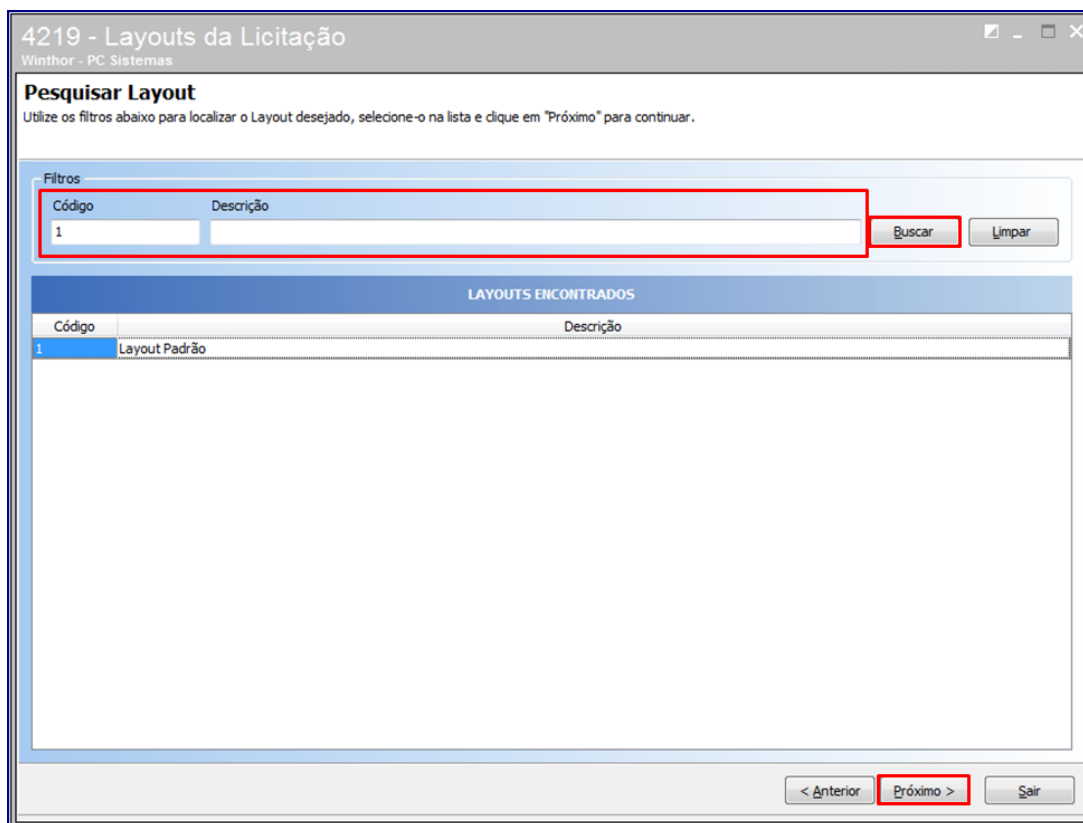 4219 - Layouts da Licitação
Winthor - PC Sistemas
Pesquisar Layout
Utilize os filtros abaixo para localizar o Layout desejado, selecione-o na lista e clique em "Próximo" para continuar.
Filtros
Código Descrição
1 Buscar Limpar
LAYOUTS ENCONTRADOS
Código Descrição
1 Layout Padrão
< Anterior Próximo > Sair